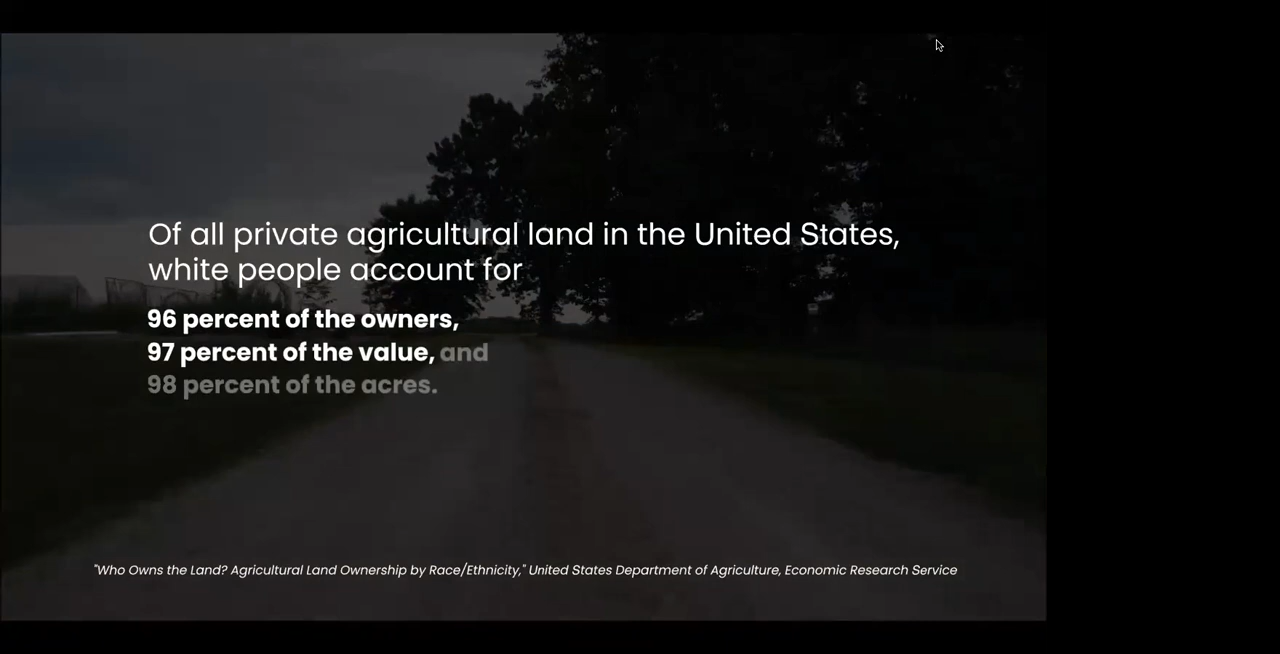 Of all private agricultural land in the United States,
white people account for
96 percent of the owners,
97 percent of the value, and
98 percent of the acres.
"Who Owns the Land? Agricultural Land Ownership by Race/Ethnicity," United States Department of Agriculture, Economic Research Service